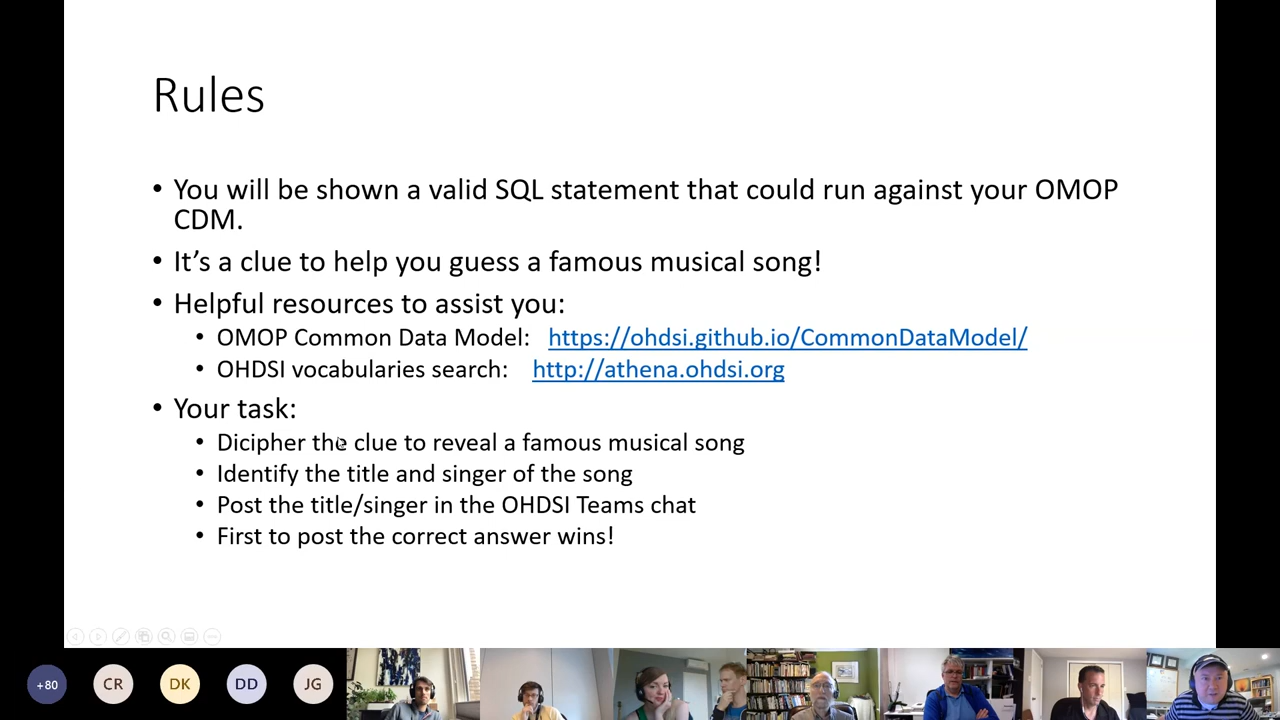 Rules
• You will be shown a valid SQL statement that could run against your OMOP
CDM.
• It's a clue to help you guess a famous musical song!
• Helpful resources to assist you:
• OMOP Common Data Model: https://ohdsi.github.io/CommonDataModel/
• OHDSI vocabularies search: http://athena.ohdsi.org
• Your task:
• Dicipher the clue to reveal a famous musical song
• Identify the title and singer of the song
• Post the title/singer in the OHDSI Teams chat
• First to post the correct answer wins!
+80 CR DK DD JG